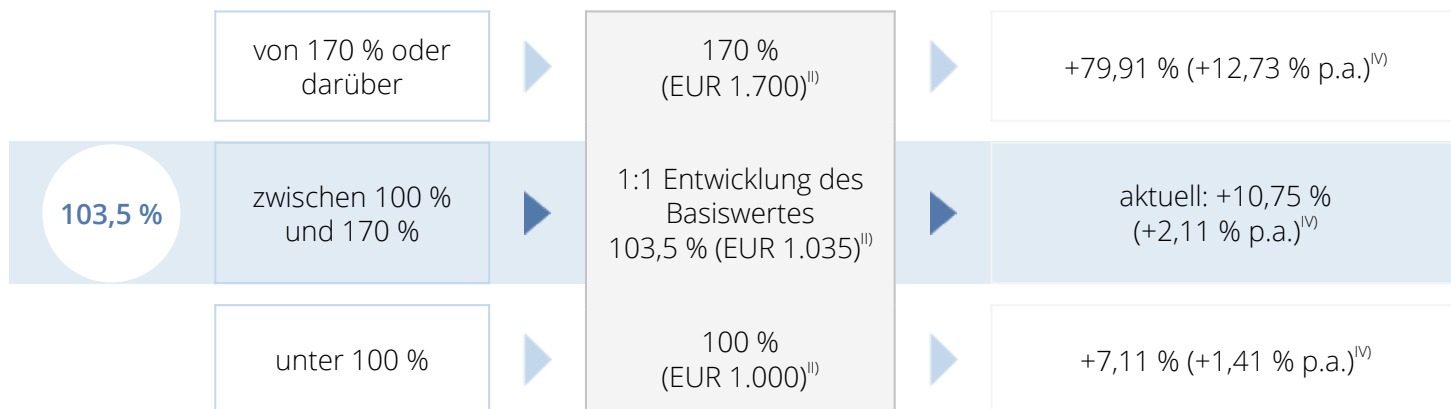 von 170 % oder
darüber
170 %
(EUR 1.700)II)
+79,91 % (+12,73 % p.a.)IV)
103,5 %
zwischen 100 %
und 170 %
1:1 Entwicklung des
Basiswertes
103,5 % (EUR 1.035)II)
aktuell: +10,75 %
(+2,11 % p.a.)IV)
unter 100 %
100 %
(EUR 1.000)II)
+7,11 % (+1,41 % p.a.)IV)